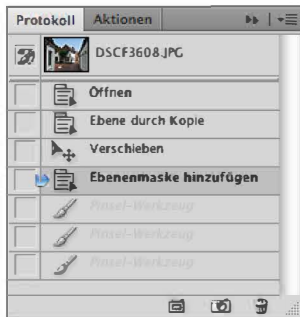 Protokoll Aktionen
DSCF3608.JPG
Öffnen
Ebene durch Kopie
Verschieben
Ebenenmaske hinzufügen
Pinsel-Werkzeug
Pinsel-Werkzeug
Pinsel-Werkzeug